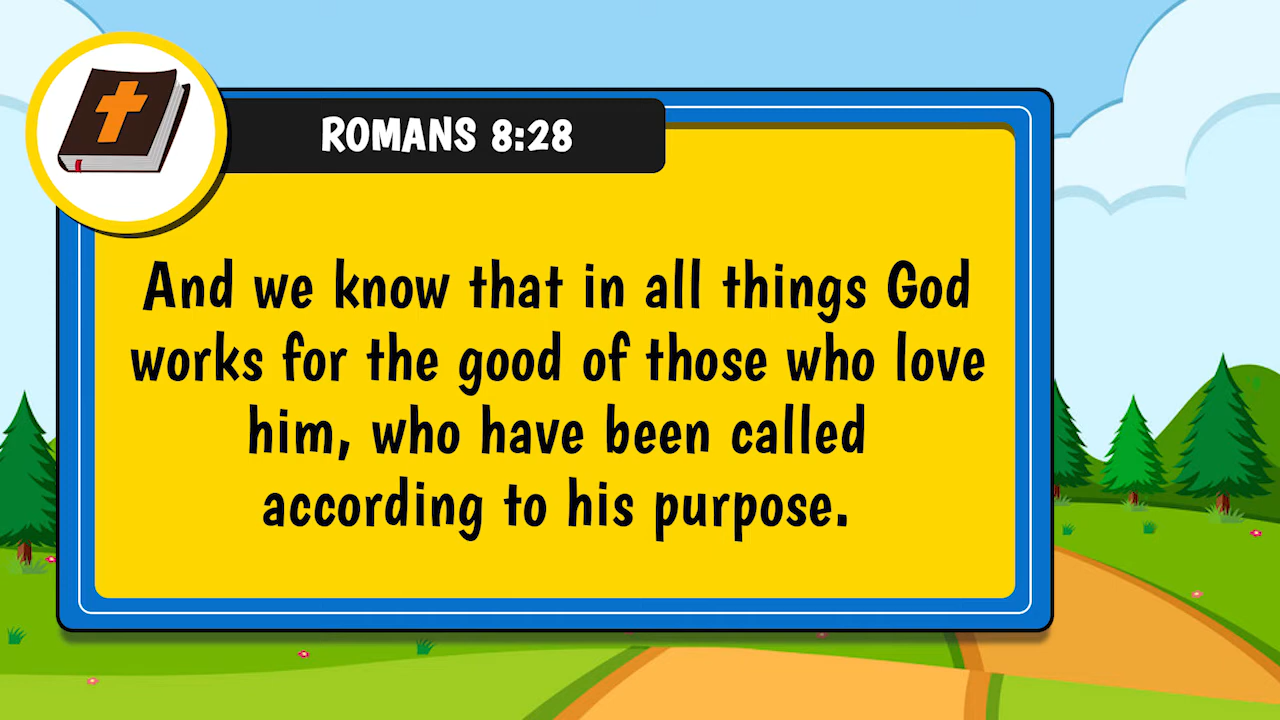 ROMANS 8:28
And we know that in all things God
works for the good of those who love
him, who have been called
according to his purpose.